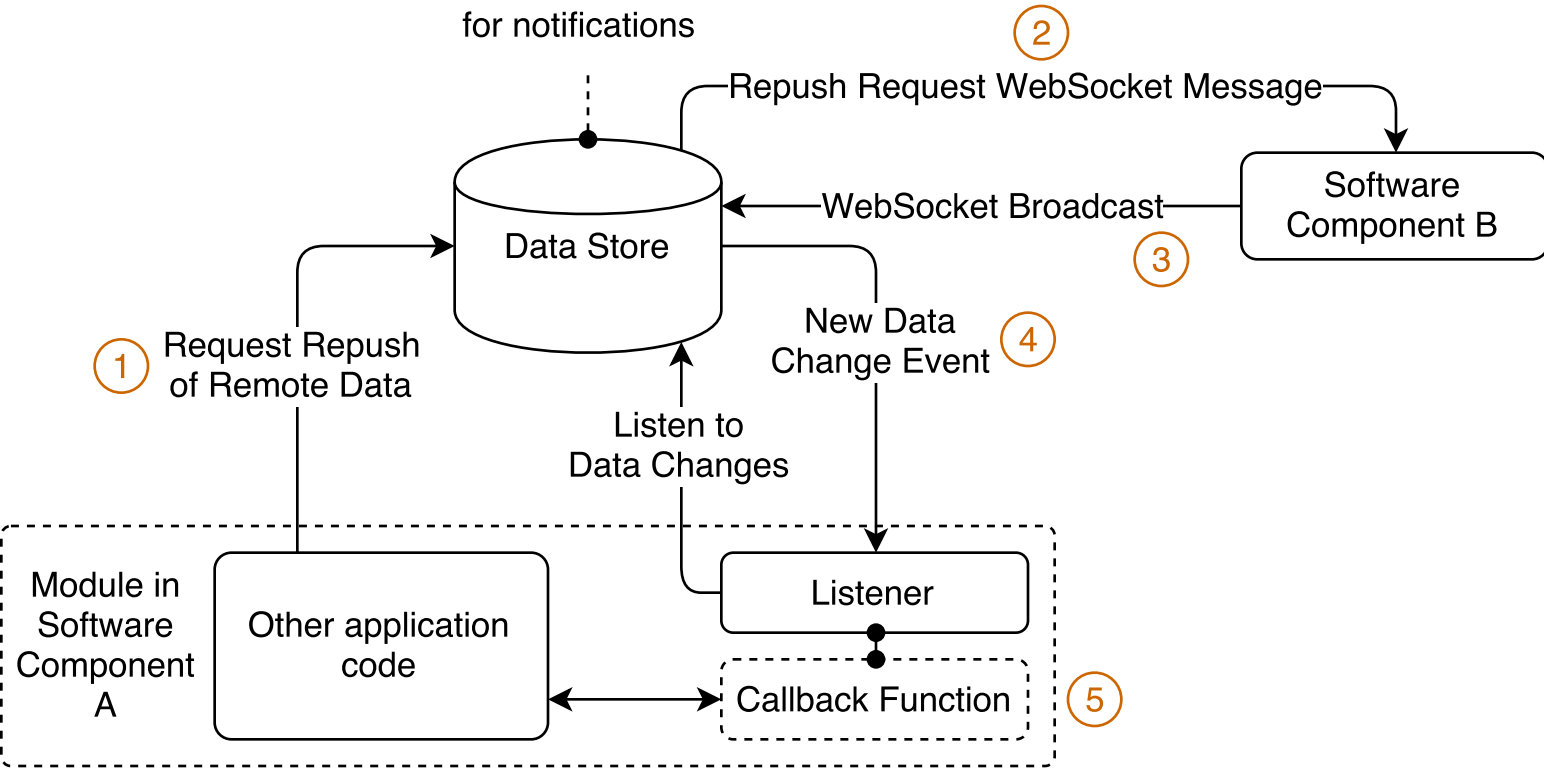 for notifications
2
Repush Request WebSocket Message
Software
Component B
WebSocket Broadcast
3
Data Store
1
Request Repush
of Remote Data
New Data
Change Event
4
Listen to
Data Changes
Module in
Software
Component
A
Other application
code
Listener
Callback Function
5